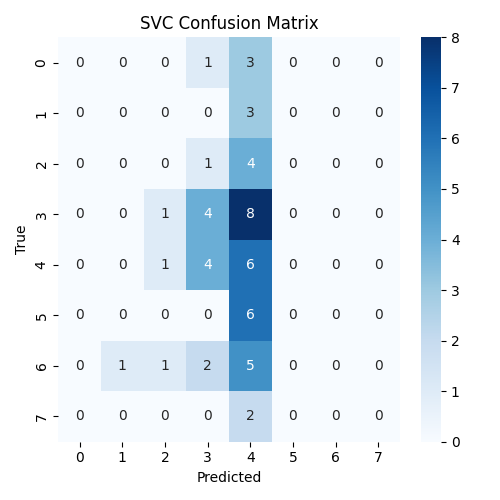 SVC Confusion Matrix
True
0 0 0 0 1 3 0 0 0
1 0 0 0 0 3 0 0 0
2 0 0 0 1 4 0 0 0
3 0 0 1 4 8 0 0 0
4 0 0 1 4 6 0 0 0
5 0 0 0 0 6 0 0 0
6 0 1 1 2 5 0 0 0
7 0 0 0 0 2 0 0 0
0 1 2 3 4 5 6 7
Predicted
8
7
6
5
4
3
2
1
0